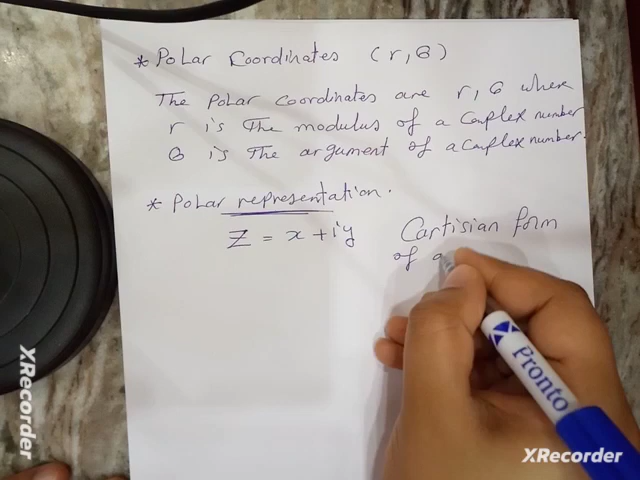 * Polar Coordinates (r, θ)
The Polar coordinates are r, θ where
r is the modulus of a Complex number
θ is the argument of a Complex number.
* Polar representation.
Z = x + iy
Cartisian form
of a
Pronto
XRecorder
XRecorder